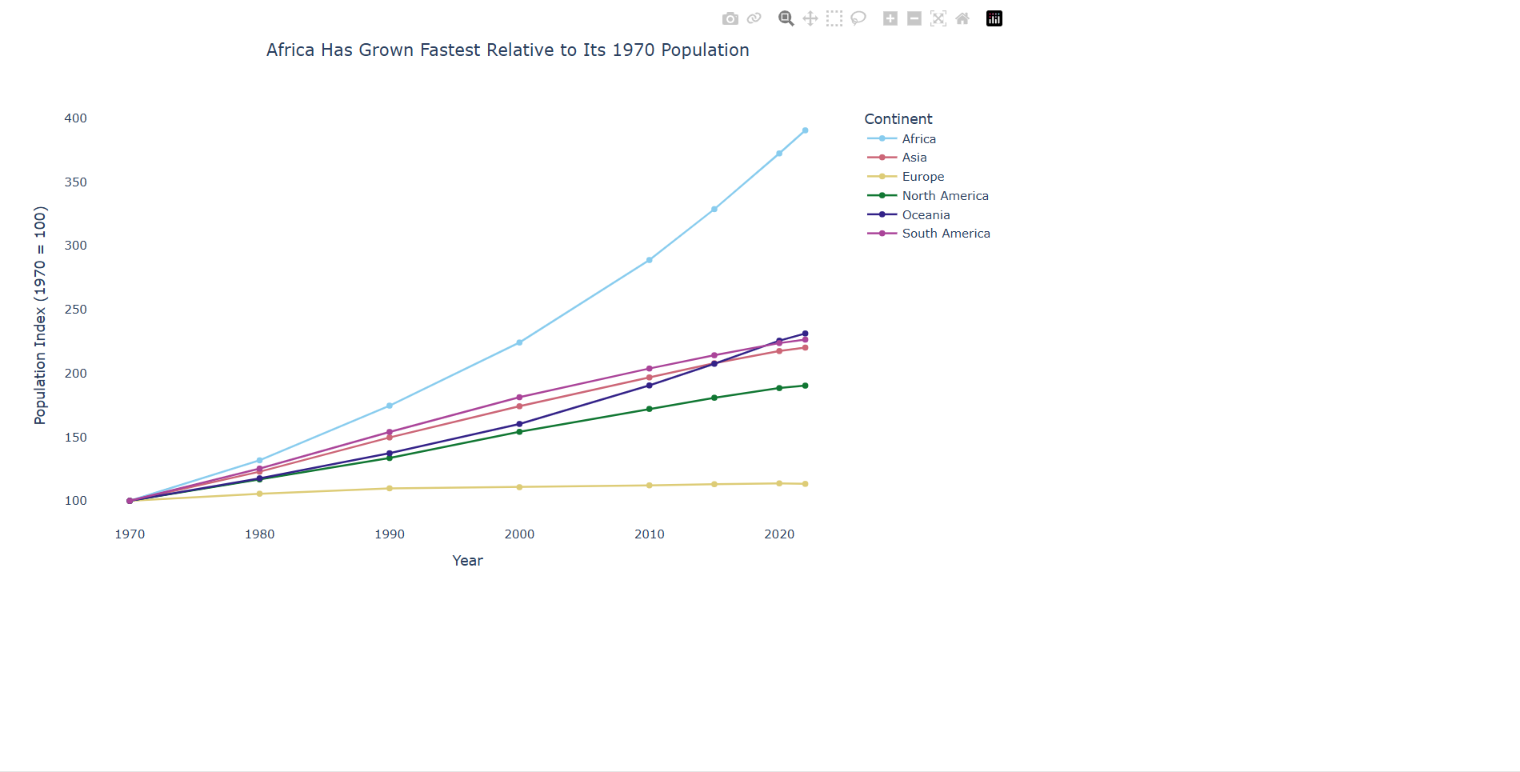 Africa Has Grown Fastest Relative to Its 1970 Population
400
350
300
250
200
150
100
Population Index (1970 = 100)
1970 1980 1990 2000 2010 2020
Year
Continent
Africa
Asia
Europe
North America
Oceania
South America